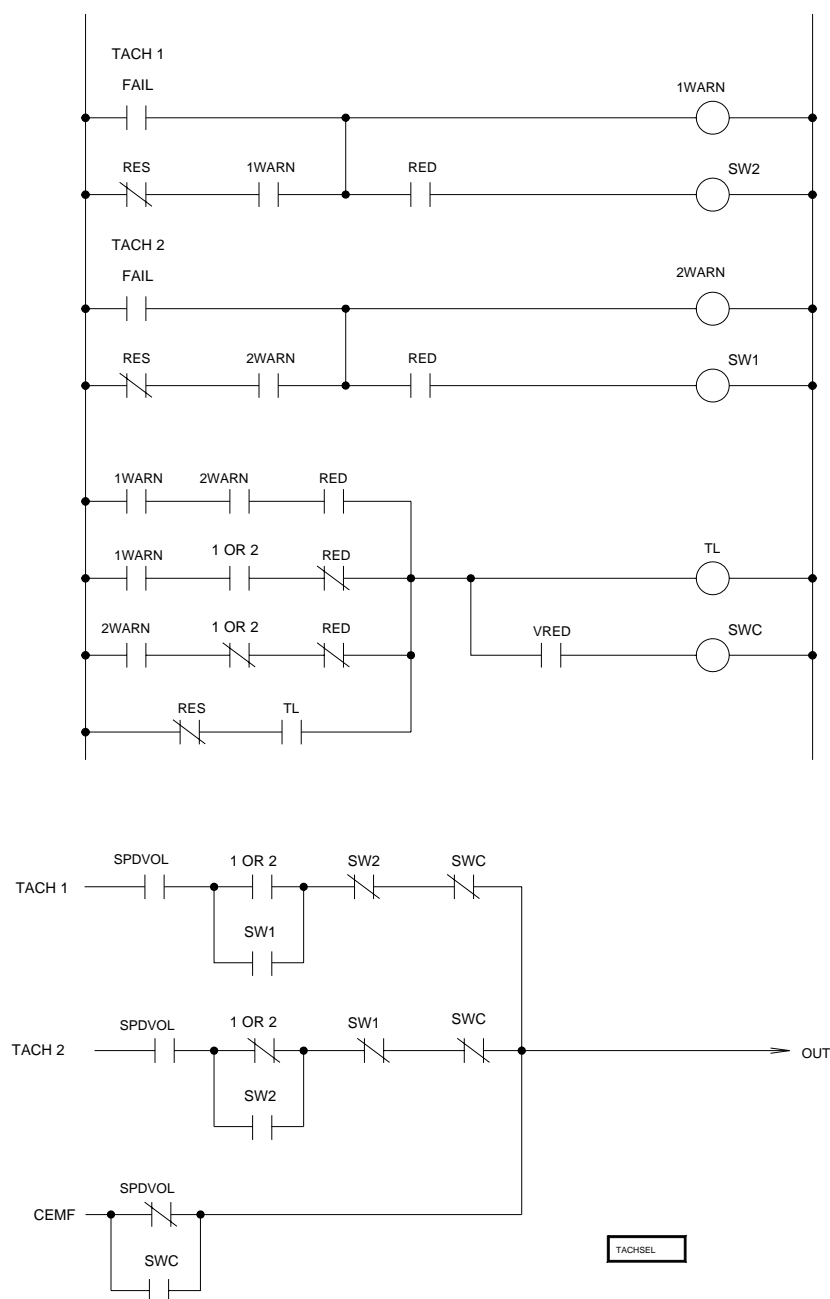 TACH 1
FAIL
1WARN
RES 1WARN RED SW2
TACH 2
FAIL
2WARN
RES 2WARN RED SW1
1WARN 2WARN RED
1WARN 1 OR 2 RED TL
2WARN 1 OR 2 RED VRED SWC
RES TL
TACH 1 SPDVOL 1 OR 2 SW2 SWC
SW1
TACH 2 SPDVOL 1 OR 2 SW1 SWC OUT
SW2
CEMF SPDVOL
SWC
TACHSEL